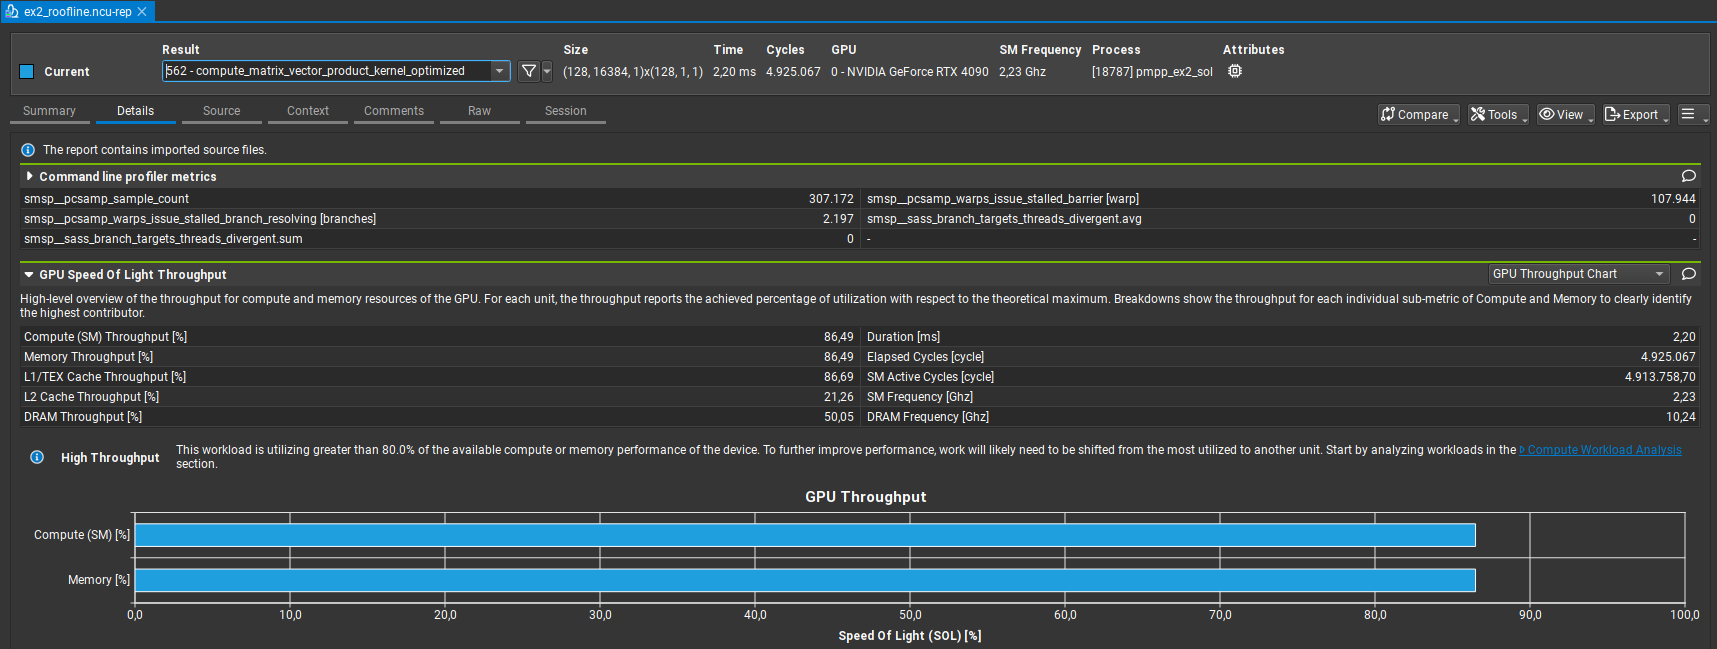 ex2_roofline.ncu-rep
Result Size Time Cycles GPU SM Frequency Process Attributes
Current 562 - compute_matrix_vector_product_kernel_optimized (128, 16384, 1)x(128, 1, 1) 2,20 ms 4.925.067 0 - NVIDIA GeForce RTX 4090 2,23 Ghz [18787] pmpp_ex2_sol
Summary Details Source Context Comments Raw Session Compare Tools View Export
The report contains imported source files.
Command line profiler metrics
smsp__pcsamp_sample_count 307.172 smsp__pcsamp_warps_issue_stalled_barrier [warp] 107.944
smsp__pcsamp_warps_issue_stalled_branch_resolving [branches] 2.197 smsp__sass_branch_targets_threads_divergent.avg 0
smsp__sass_branch_targets_threads_divergent.sum 0 - -
GPU Speed Of Light Throughput GPU Throughput Chart
High-level overview of the throughput for compute and memory resources of the GPU. For each unit, the throughput reports the achieved percentage of utilization with respect to the theoretical maximum. Breakdowns show the throughput for each individual sub-metric of Compute and Memory to clearly identify
the highest contributor.
Compute (SM) Throughput [%] 86,49 Duration [ms] 2,20
Memory Throughput [%] 86,49 Elapsed Cycles [cycle] 4.925.067
L1/TEX Cache Throughput [%] 86,69 SM Active Cycles [cycle] 4.913.758,70
L2 Cache Throughput [%] 21,26 SM Frequency [Ghz] 2,23
DRAM Throughput [%] 50,05 DRAM Frequency [Ghz] 10,24
High Throughput This workload is utilizing greater than 80.0% of the available compute or memory performance of the device. To further improve performance, work will likely need to be shifted from the most utilized to another unit. Start by analyzing workloads in the Compute Workload Analysis
section.
GPU Throughput
Compute (SM) [%]
Memory [%]
0,0 10,0 20,0 30,0 40,0 50,0 60,0 70,0 80,0 90,0 100,0
Speed Of Light (SOL) [%]